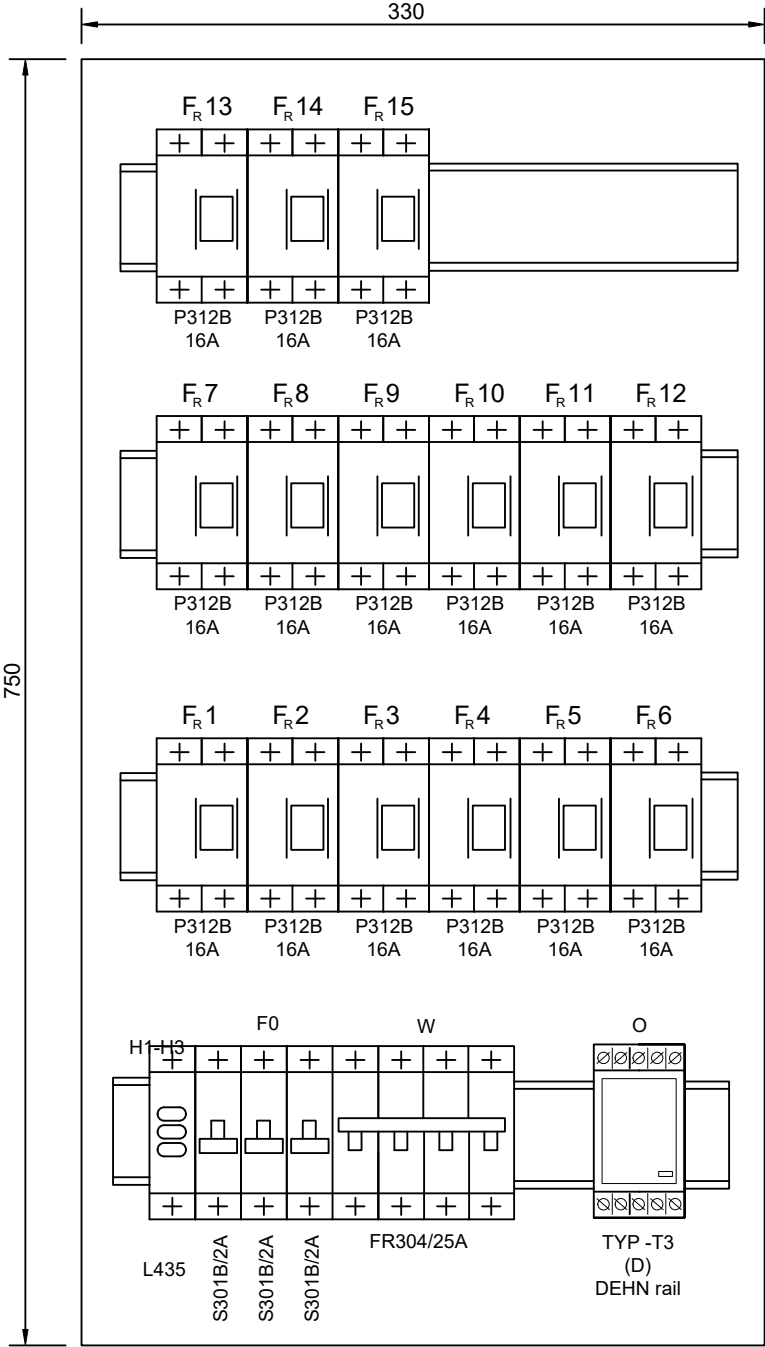 330
750
FR13 FR14 FR15
P312B P312B P312B
16A 16A 16A
FR7 FR8 FR9 FR10 FR11 FR12
P312B P312B P312B P312B P312B P312B
16A 16A 16A 16A 16A 16A
FR1 FR2 FR3 FR4 FR5 FR6
P312B P312B P312B P312B P312B P312B
16A 16A 16A 16A 16A 16A
F0 W O
H1-H3
L435
S301B/2A
S301B/2A
S301B/2A
FR304/25A
TYP -T3
(D)
DEHN rail